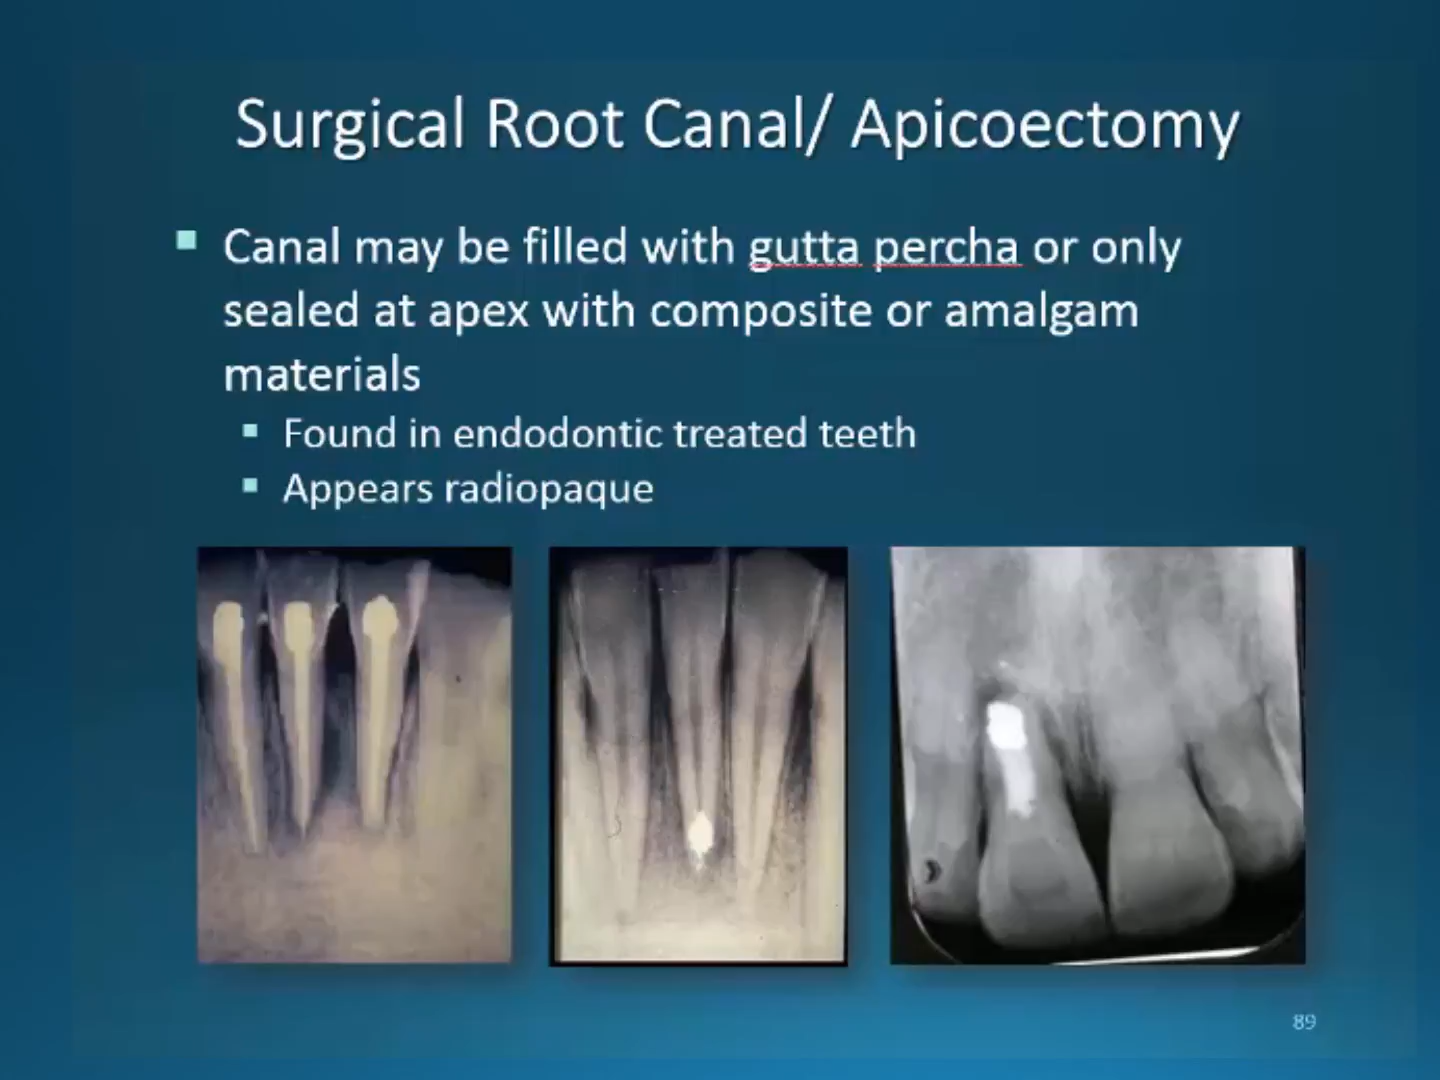 Surgical Root Canal/ Apicoectomy
Canal may be filled with gutta percha or only
sealed at apex with composite or amalgam
materials
Found in endodontic treated teeth
Appears radiopaque
89